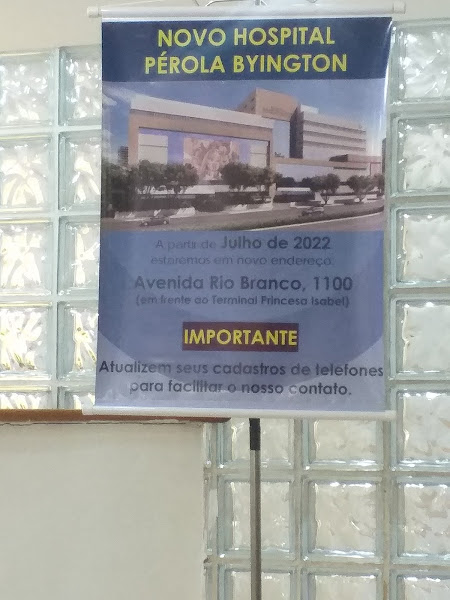 NOVO HOSPITAL
PÉROLA BYINGTON
A partir de Julho de 2022
estaremos em novo endereço:
Avenida Rio Branco, 1100
(em frente ao Terminal Princesa Isabel)
IMPORTANTE
Atualizem seus cadastros de telefones
para facilitar o nosso contato.